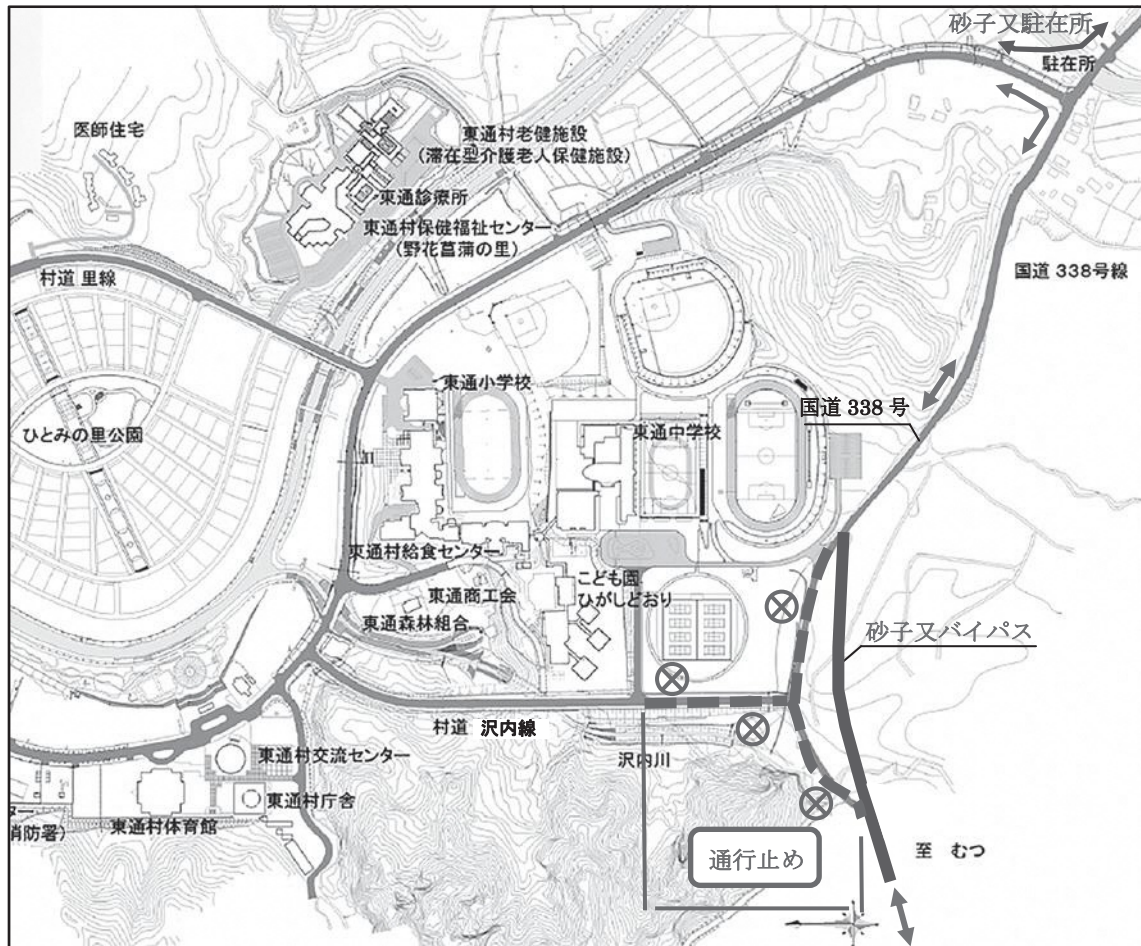 砂子又駐在所
駐在所
医師住宅
東通村老健施設
(滞在型介護老人保健施設)
東通診療所
東通村保健福祉センター
(野花菖蒲の里)
村道 里線
国道 338号線
東通小学校
国道 338 号
ひとみの里公園
東通中学校
東通村給食センター
こども園
ひがしどおり
東通商工会
東通森林組合
砂子又バイパス
村道 沢内線
沢内川
東通村交流センター
東通村庁舎
東通村体育館
ター
消防署)
通行止め
至 むつ